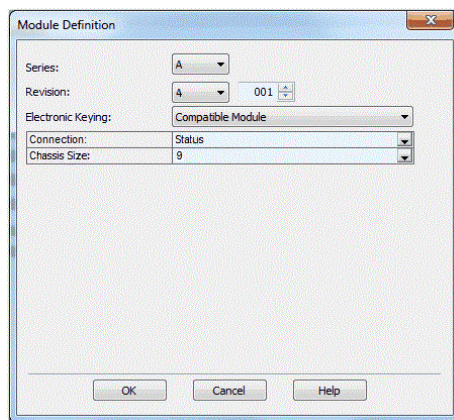 Module Definition
Series: A
Revision: 4 001
Electronic Keying: Compatible Module
Connection: Status
Chassis Size: 9
OK Cancel Help